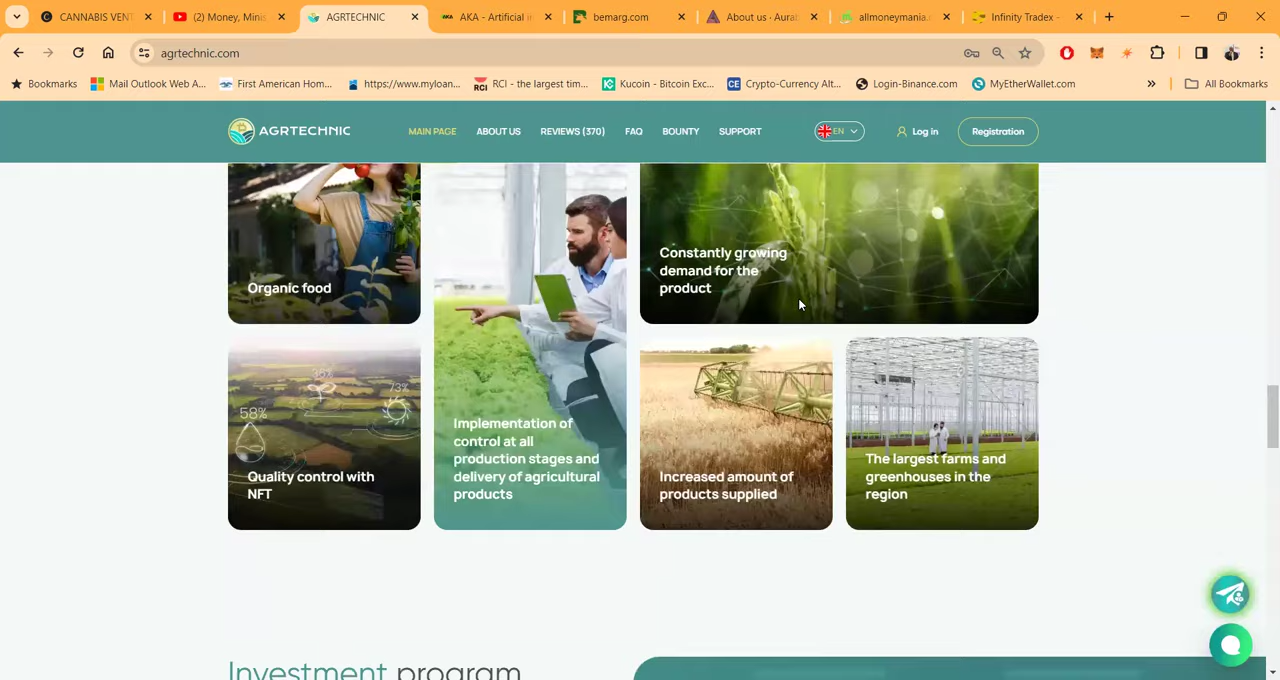 CANNABIS VENT
(2) Money, Minis
AGRTECHNIC
AKA - Artificial i
bemarg.com
About us · Aura
allmoneymania.c
Infinity Tradex -
agrtechnic.com
Bookmarks
Mail Outlook Web A...
First American Hom...
https://www.myloan...
RCI - the largest tim...
Kucoin - Bitcoin Exc...
Crypto-Currency Alt...
Login-Binance.com
MyEtherWallet.com
»
All Bookmarks
AGRTECHNIC
MAIN PAGE
ABOUT US
REVIEWS (370)
FAQ
BOUNTY
SUPPORT
EN
Log in
Registration
Organic food
Constantly growing
demand for the
product
58%
36%
73%
Quality control with
NFT
Implementation of
control at all
production stages and
delivery of agricultural
products
Increased amount of
products supplied
The largest farms and
greenhouses in the
region
Investment program